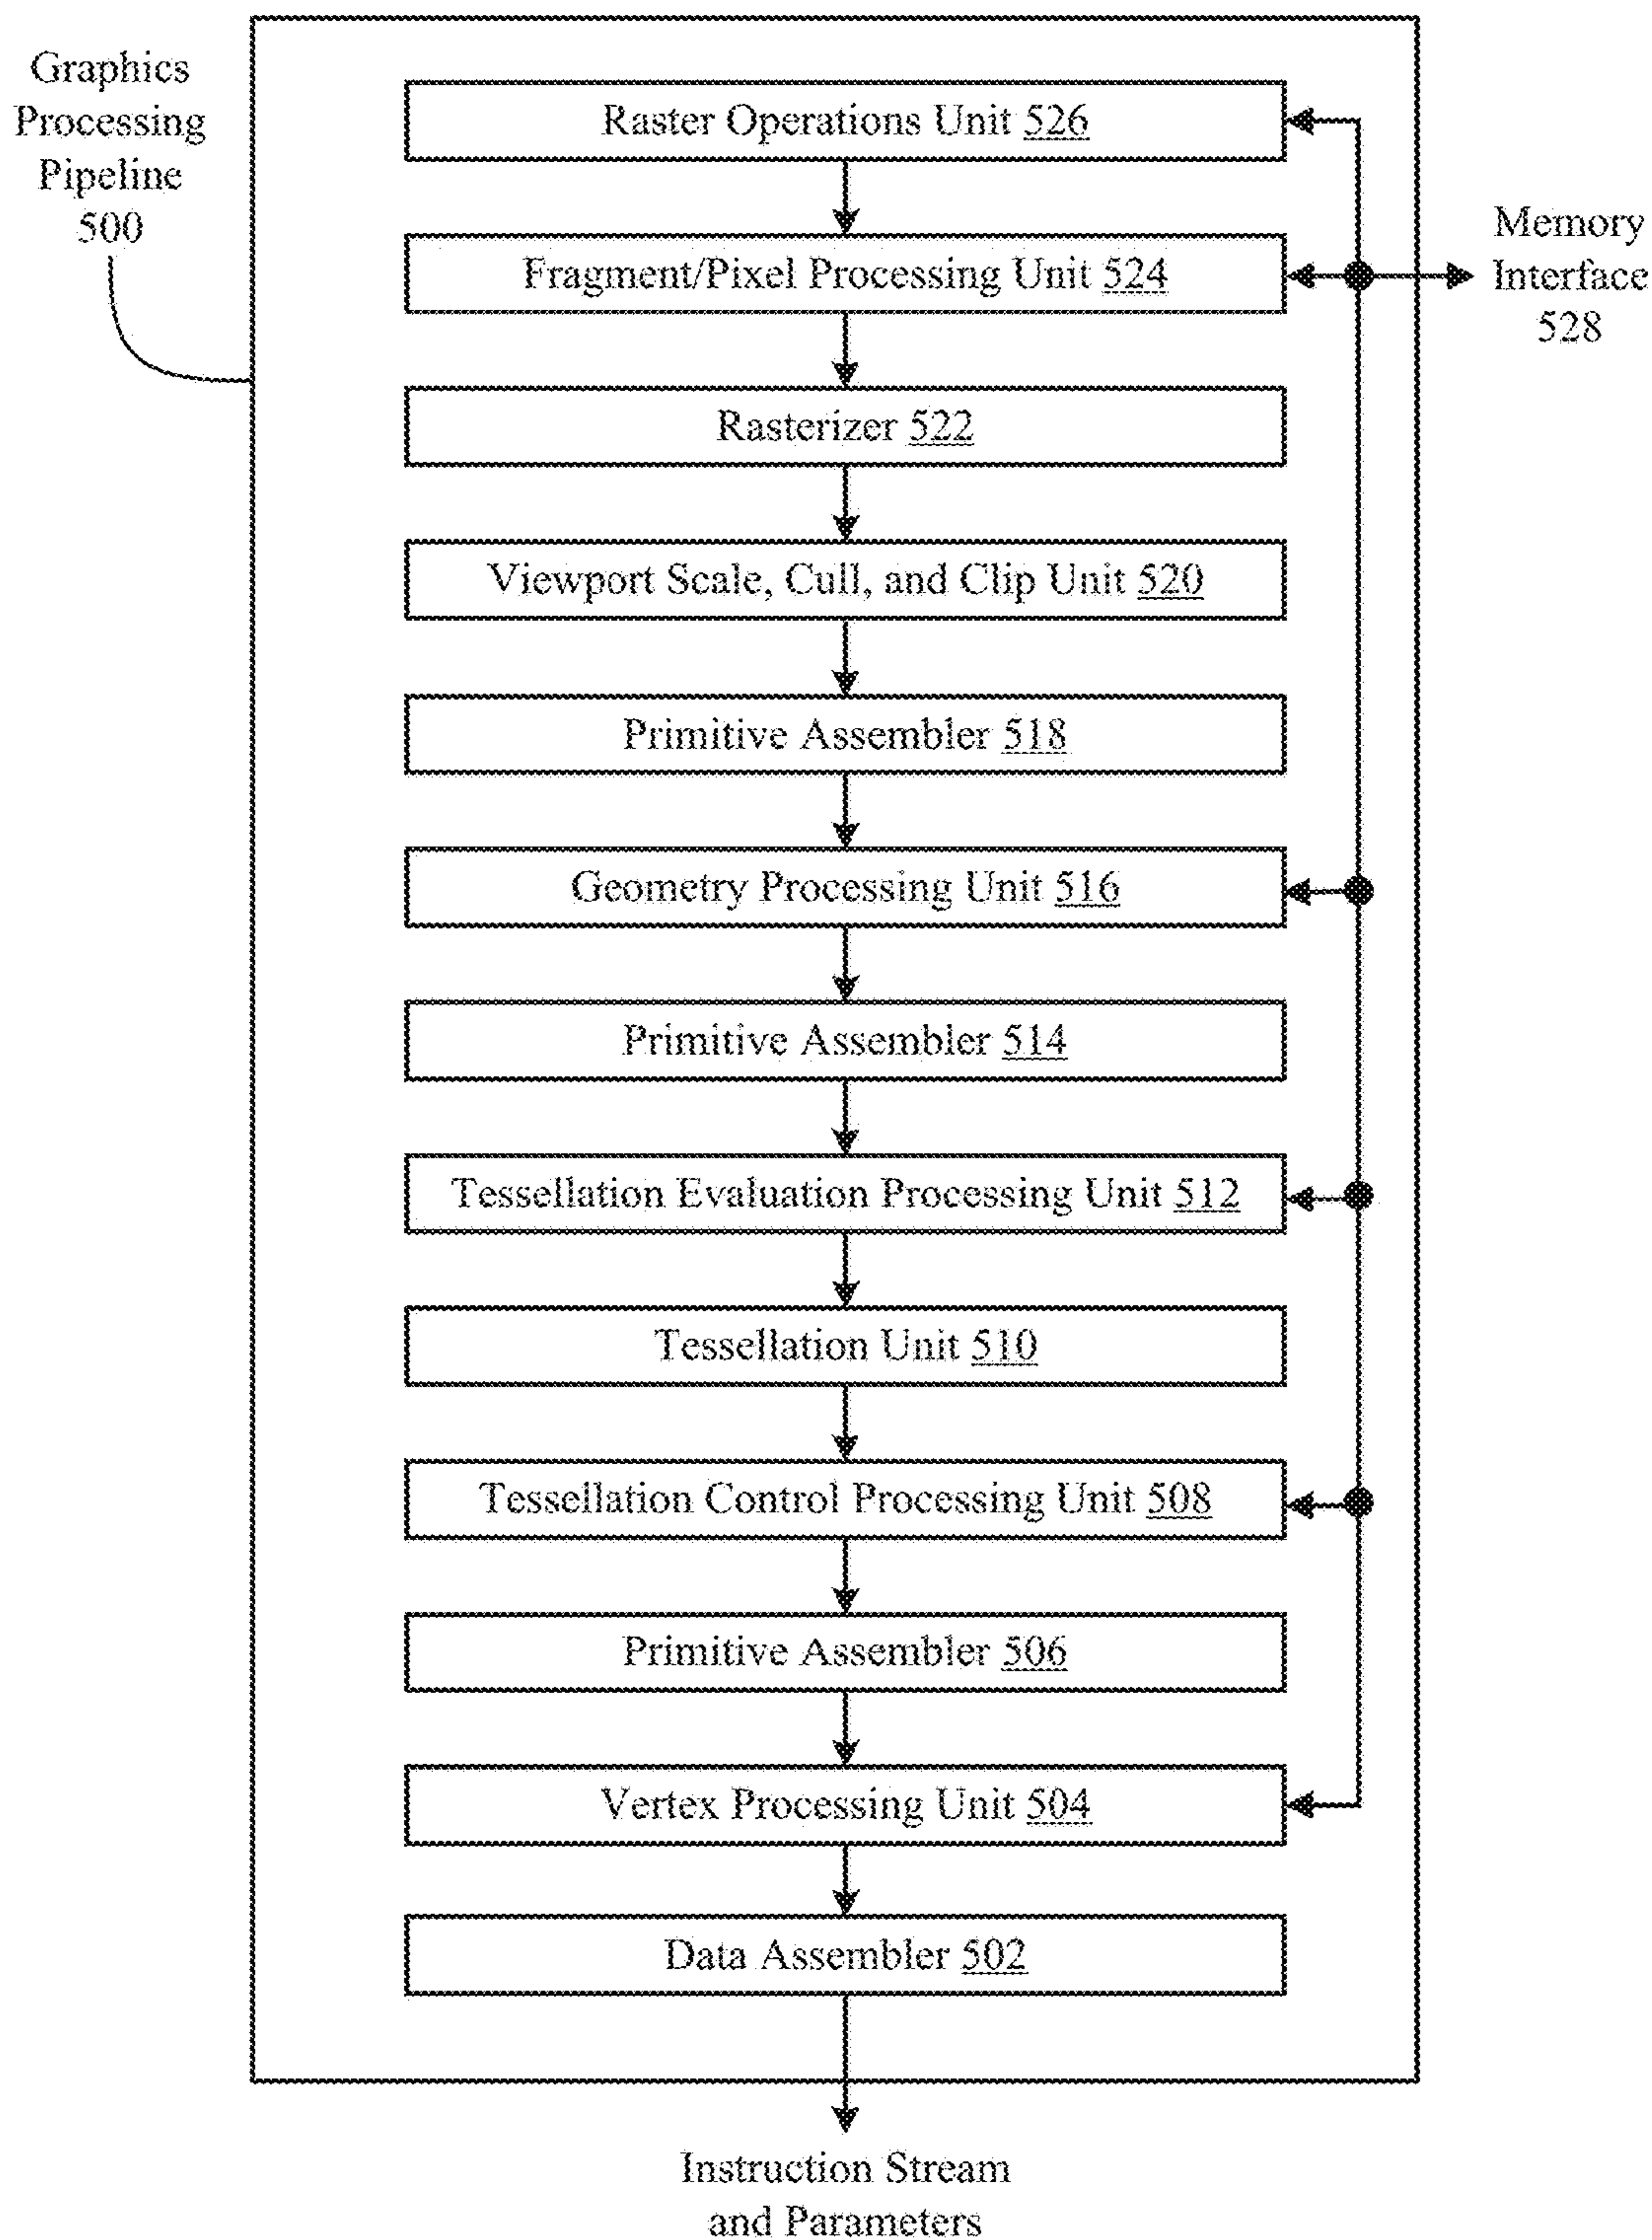 Graphics
Processing
Pipeline
500
Raster Operations Unit 526
Fragment/Pixel Processing Unit 524
Memory
Interface
528
Rasterizer 522
Viewport Scale, Cull, and Clip Unit 520
Primitive Assembler 518
Geometry Processing Unit 516
Primitive Assembler 514
Tessellation Evaluation Processing Unit 512
Tessellation Unit 510
Tessellation Control Processing Unit 508
Primitive Assembler 506
Vertex Processing Unit 504
Data Assembler 502
Instruction Stream
and Parameters